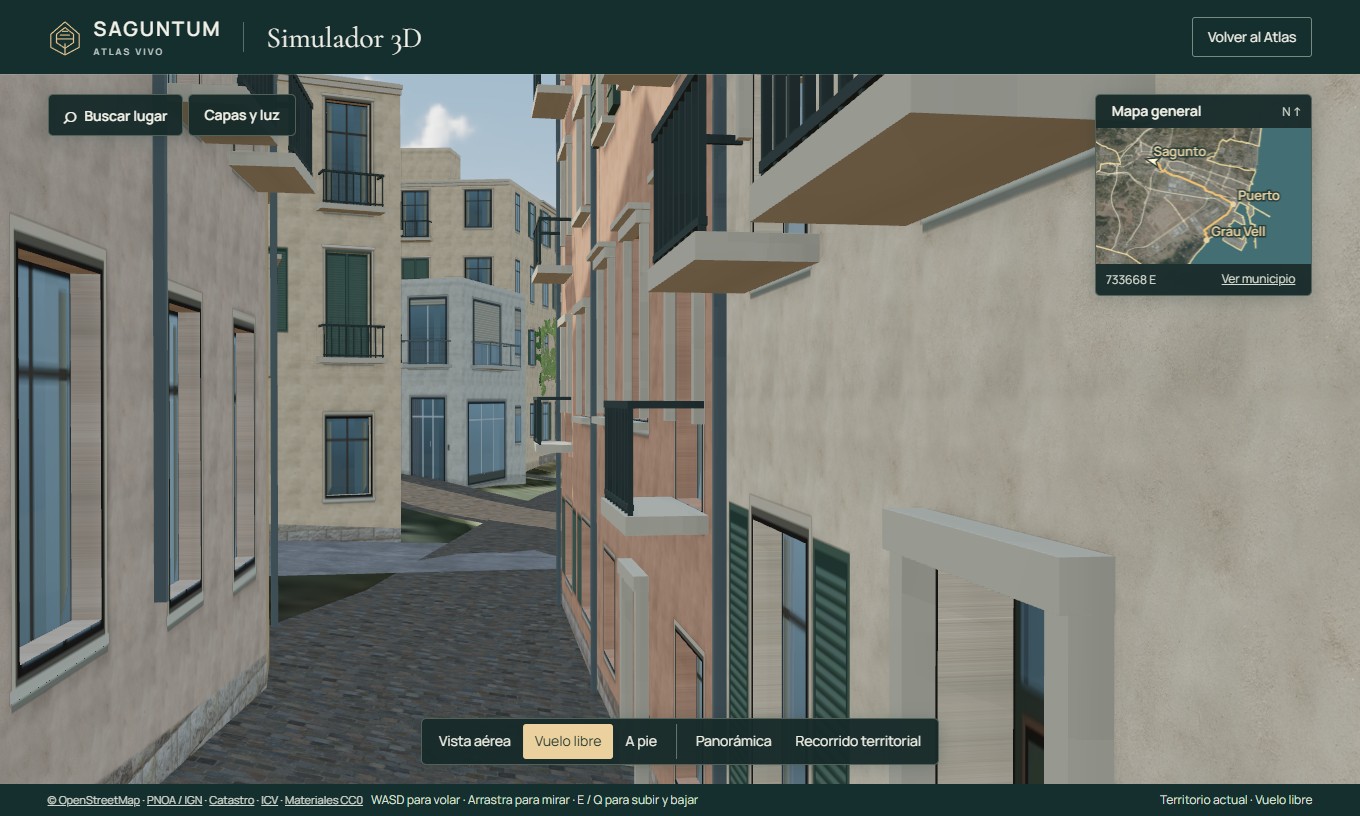 SAGUNTUM
ATLAS VIVO
Simulador 3D
Volver al Atlas
Buscar lugar
Capas y luz
Mapa general
N ↑
Sagunto
Puerto
Grau Vell
733668 E
Ver municipio
Vista aérea
Vuelo libre
A pie
Panorámica
Recorrido territorial
© OpenStreetMap · PNOA / IGN · Catastro · ICV · Materiales CC0 WASD para volar · Arrastra para mirar · E / Q para subir y bajar
Territorio actual · Vuelo libre